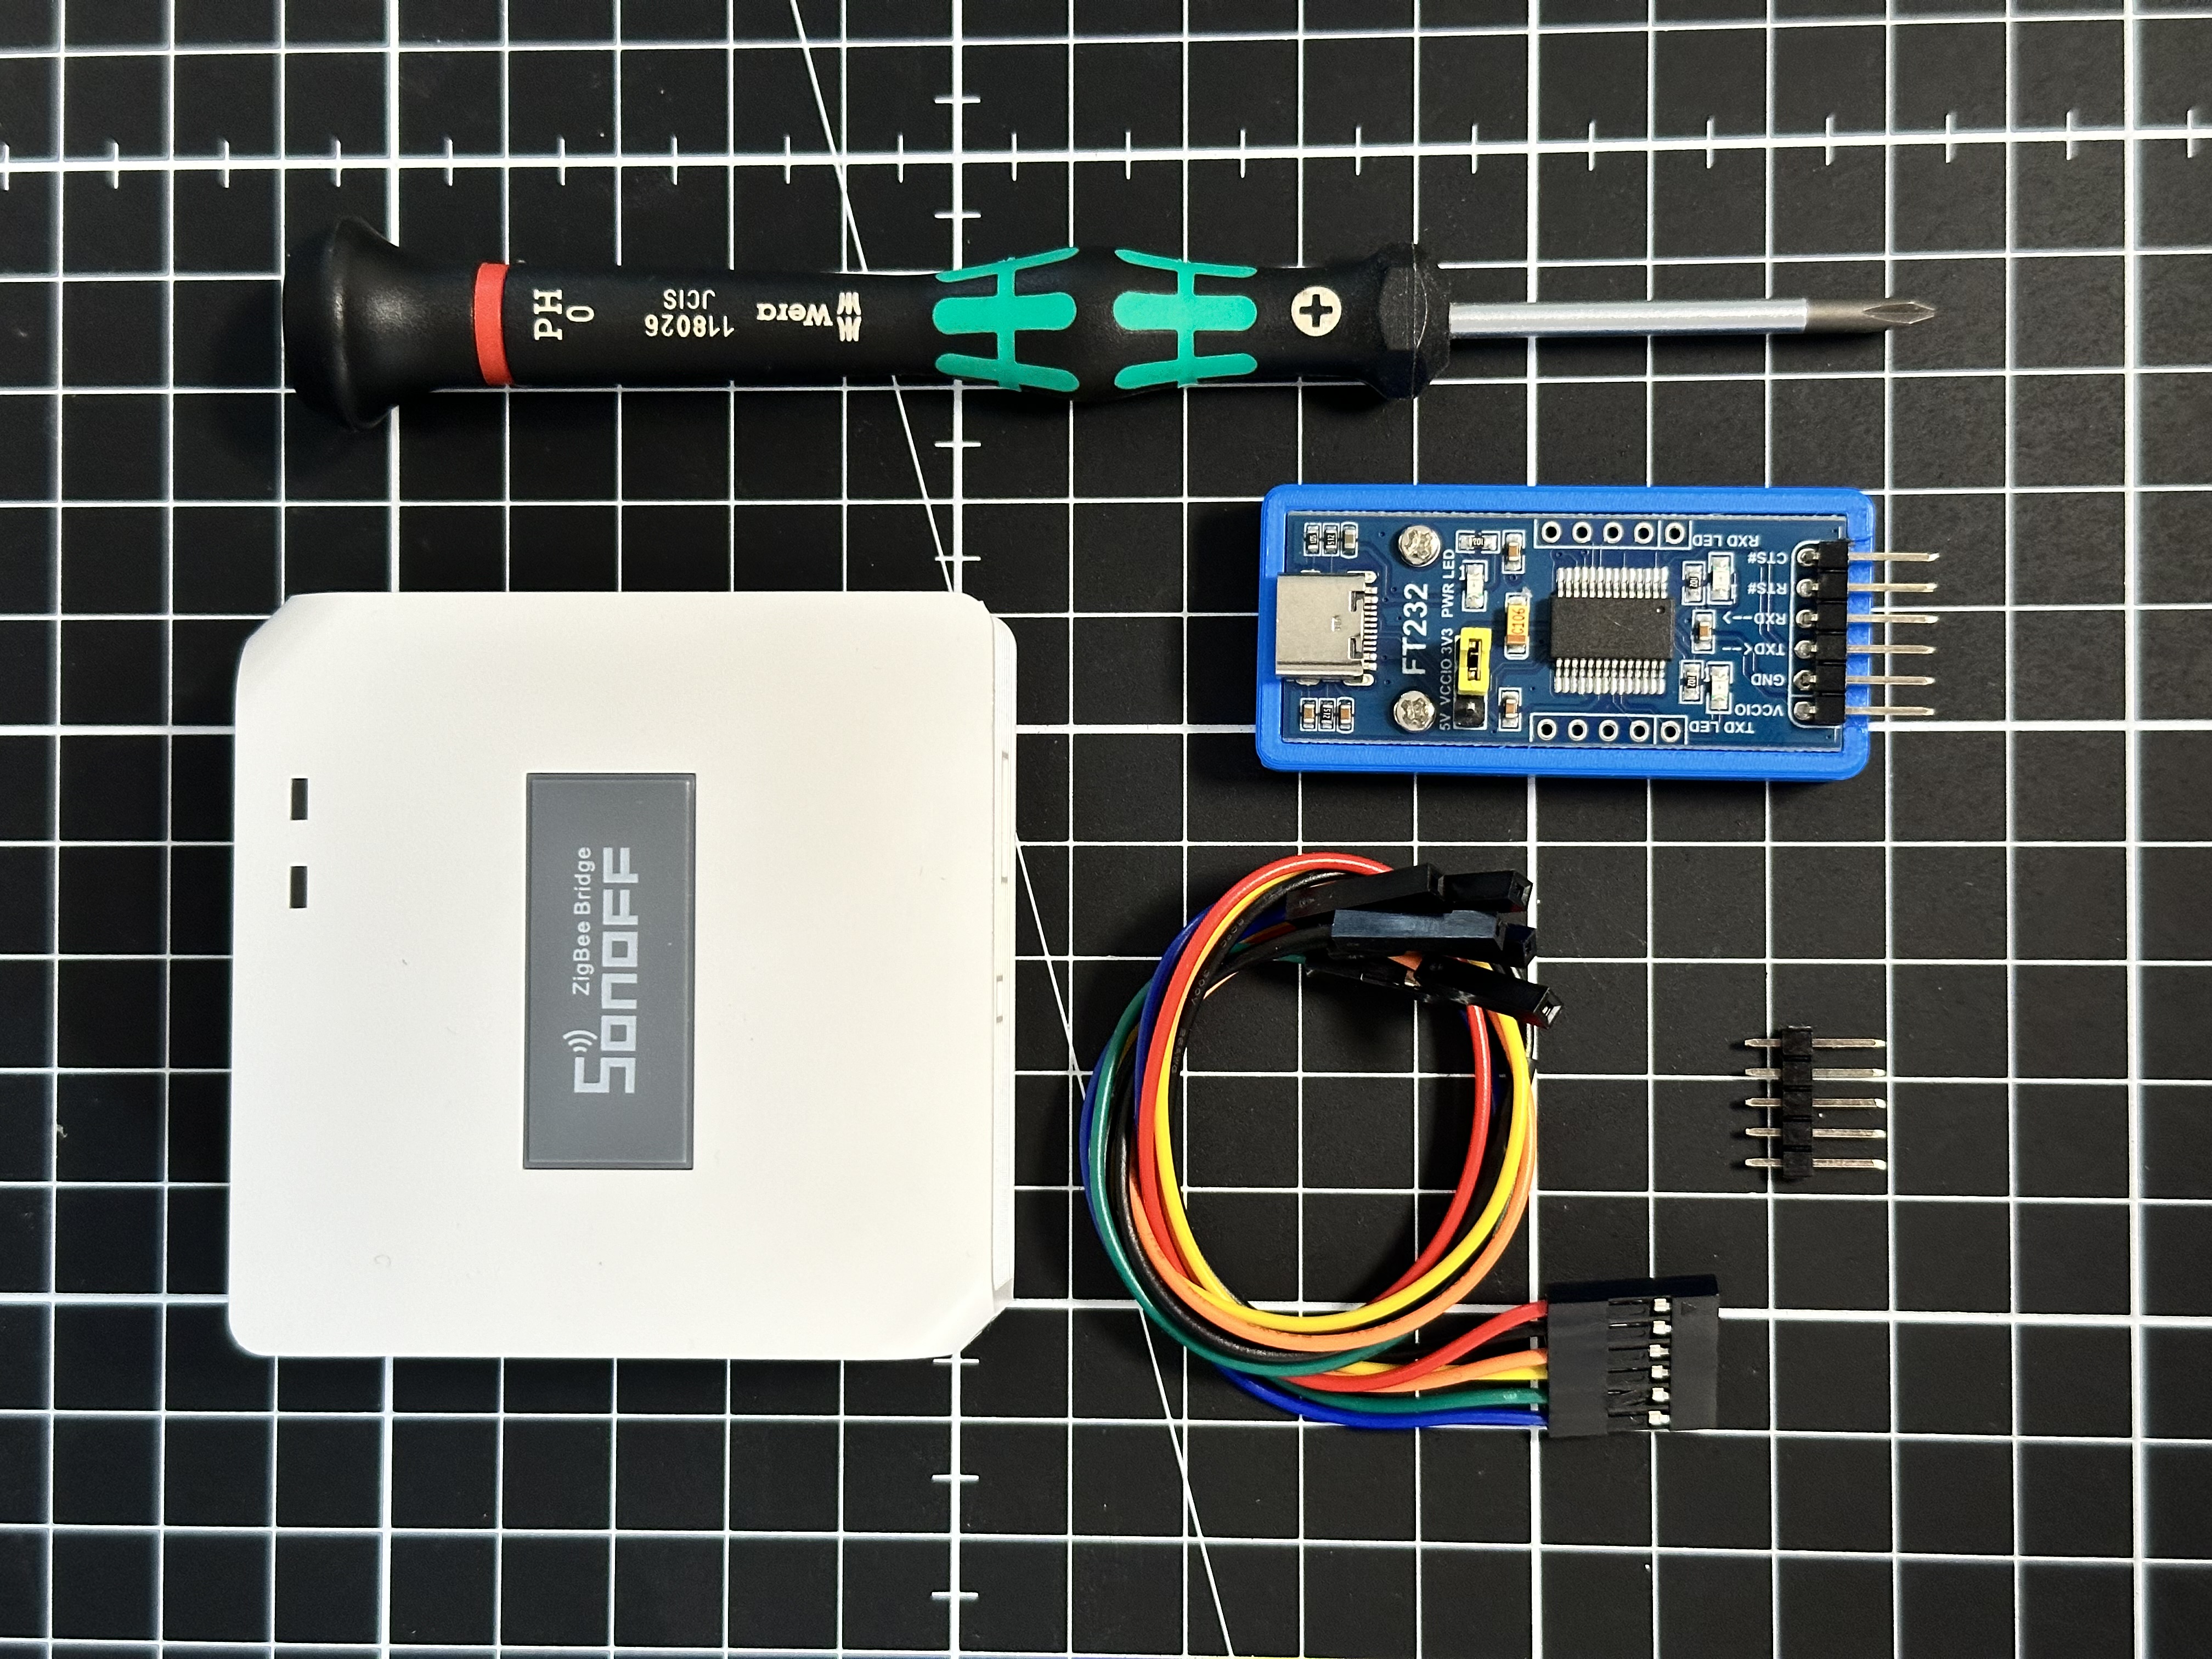 ZigBee Bridge
SONOFF
PH
0
118026
JCIS
Wera
FT232
5V VCCIO 3V3 PWR LED
C106
TXD LED
RXD LED
VCCIO
GND
TXD<--
RXD-->
RTS#
CTS#